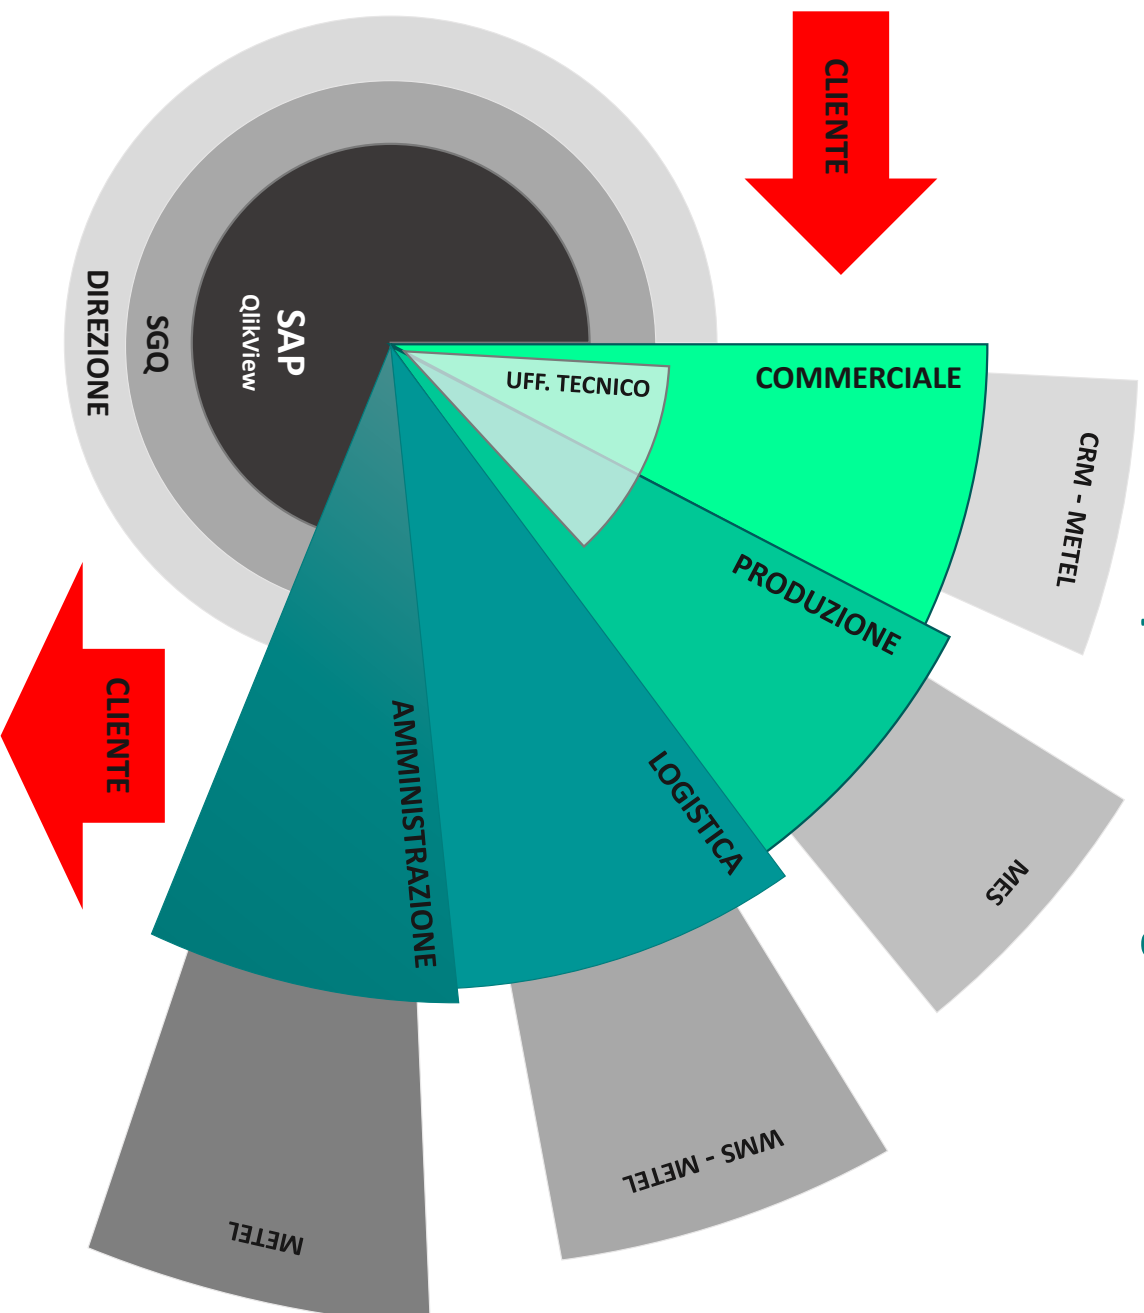 CLIENTE
DIREZIONE
SGQ
SAP
QlikView
UFF. TECNICO
COMMERCIALE
CRM - METEL
PRODUZIONE
MES
LOGISTICA
WMS - METEL
AMMINISTRAZIONE
METEL
CLIENTE